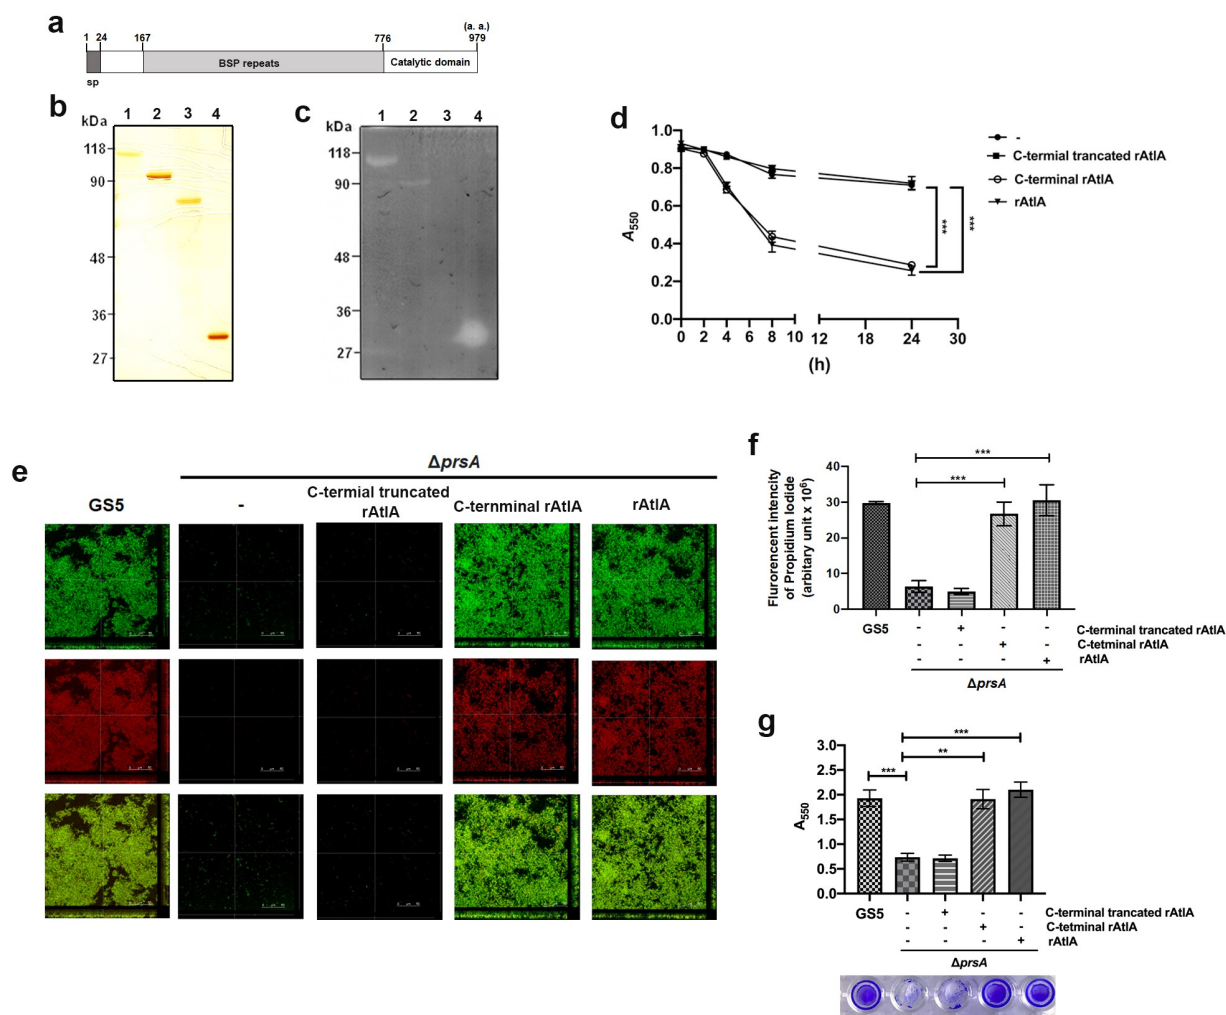 a
(a. a.)
1 24 167 776 979
BSP repeats Catalytic domain
sp
b
1 2 3 4
kDa
118
90
48
36
27
c
1 2 3 4
kDa
118
90
48
36
27
d
1.0
0.8
0.6
0.4
0.2
0.0
A550
0 2 4 6 8 10 12 18 24 30
(h)
-
C-termial trancated rAtlA
C-terminal rAtlA
rAtlA
***
***
e
ΔprsA
GS5
-
C-termial truncated
rAtlA
C-ternminal rAtlA
rAtlA
f
Flurorencent intecity
of Propidium Iodide
(arbitary unit x 10⁶)
40
30
20
10
0
***
***
GS5
- + - - C-terminal trancated rAtlA
- - + - C-tetminal rAtlA
- - - + rAtlA
ΔprsA
g
A550
3.0
2.5
2.0
1.5
1.0
0.5
0.0
***
**
***
GS5
- + - - C-terminal trancated rAtlA
- - + - C-tetminal rAtlA
- - - + rAtlA
ΔprsA